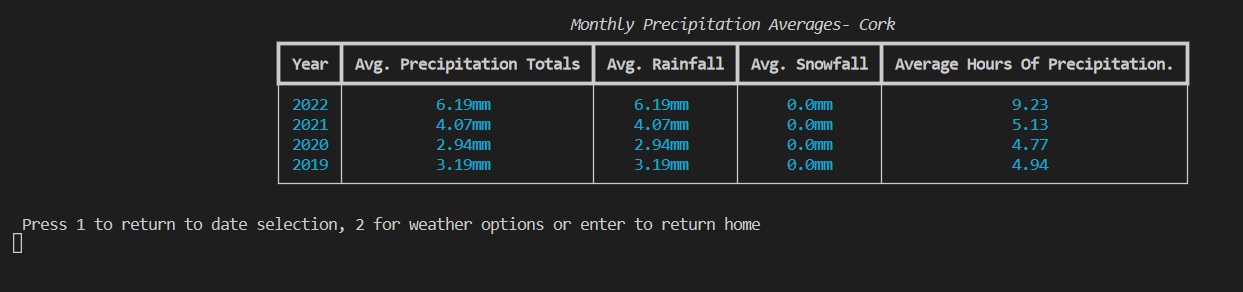 Monthly Precipitation Averages- Cork
Year Avg. Precipitation Totals Avg. Rainfall Avg. Snowfall Average Hours Of Precipitation.
2022 6.19mm 6.19mm 0.0mm 9.23
2021 4.07mm 4.07mm 0.0mm 5.13
2020 2.94mm 2.94mm 0.0mm 4.77
2019 3.19mm 3.19mm 0.0mm 4.94
Press 1 to return to date selection, 2 for weather options or enter to return home